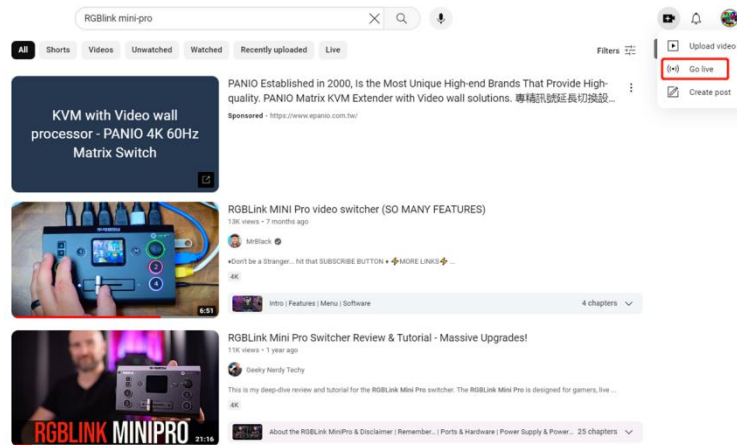 RGBlink mini-pro
All Shorts Videos Unwatched Watched Recently uploaded Live Filters
Upload video
Go live
Create post
KVM with Video wall
processor - PANIO 4K 60Hz
Matrix Switch
PANIO Established in 2000, Is the Most Unique High-end Brands That Provide High-
quality. PANIO Matrix KVM Extender with Video wall solutions. 專精訊號延長切換設...
Sponsored · https://www.epanio.com.tw/
6:51
RGBLink MINI Pro video switcher (SO MANY FEATURES)
13K views • 7 months ago
MrBlack
♦Don't be a Stranger... hit that SUBSCRIBE BUTTON ♦ ⚡MORE LINKS⚡ ...
4K
Intro | Features | Menu | Software 4 chapters
RGBLINK MINIPRO
21:16
RGBLink Mini Pro Switcher Review & Tutorial - Massive Upgrades!
11K views • 1 year ago
Geeky Nerdy Techy
This is my deep-dive review and tutorial for the RGBLink Mini Pro switcher. The RGBLink Mini Pro is designed for gamers, live ...
4K
About the RGBLink MiniPro & Disclaimer | Remember... | Ports & Hardware | Power Supply & Power... 25 chapters